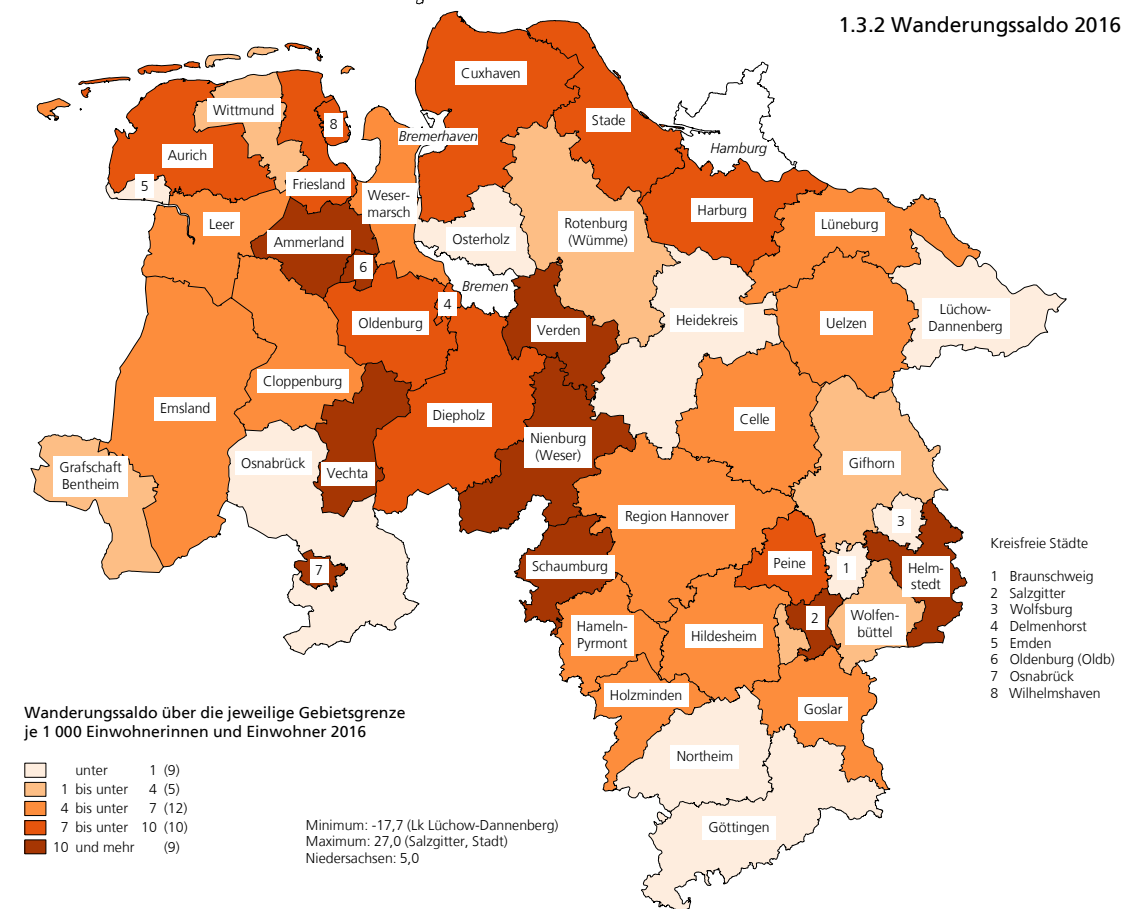 1.3.2 Wanderungssaldo 2016
Cuxhaven
Wittmund
Stade
8
Bremerhaven
Hamburg
Aurich
5
Friesland
Weser-
marsch
Harburg
Leer
Rotenburg
(Wümme)
Lüneburg
Ammerland
Osterholz
6
Bremen
4
Oldenburg
Verden
Heidekreis
Uelzen
Lüchow-
Dannenberg
Cloppenburg
Emsland
Diepholz
Celle
Nienburg
(Weser)
Grafschaft
Bentheim
Osnabrück
Vechta
Gifhorn
Region Hannover
3
Schaumburg
Peine
1
Helm-
stedt
7
2
Wolfen-
büttel
Hameln-
Pyrmont
Hildesheim
Holzminden
Goslar
Northeim
Göttingen
Kreisfreie Städte
1 Braunschweig
2 Salzgitter
3 Wolfsburg
4 Delmenhorst
5 Emden
6 Oldenburg (Oldb)
7 Osnabrück
8 Wilhelmshaven
Wanderungssaldo über die jeweilige Gebietsgrenze
je 1 000 Einwohnerinnen und Einwohner 2016
unter 1 (9)
1 bis unter 4 (5)
4 bis unter 7 (12)
7 bis unter 10 (10)
10 und mehr (9)
Minimum: -17,7 (Lk Lüchow-Dannenberg)
Maximum: 27,0 (Salzgitter, Stadt)
Niedersachsen: 5,0